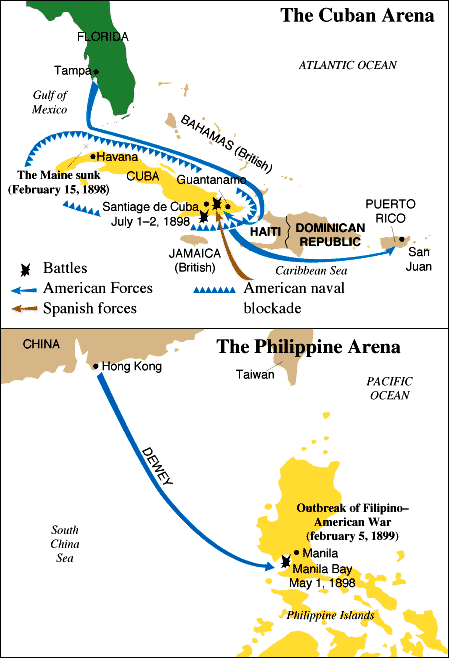 The Cuban Arena
FLORIDA
Tampa
ATLANTIC OCEAN
Gulf of
Mexico
BAHAMAS (British)
Havana
The Maine sunk
(February 15, 1898)
CUBA
Guantanamo
Santiago de Cuba
July 1–2, 1898
PUERTO
RICO
HAITI
DOMINICAN
REPUBLIC
JAMAICA
(British)
San
Juan
Caribbean Sea
Battles
American Forces
Spanish forces
American naval
blockade
The Philippine Arena
CHINA
Hong Kong
Taiwan
PACIFIC
OCEAN
DEWEY
Outbreak of Filipino–
American War
(february 5, 1899)
South
China
Sea
Manila
Manila Bay
May 1, 1898
Philippine Islands